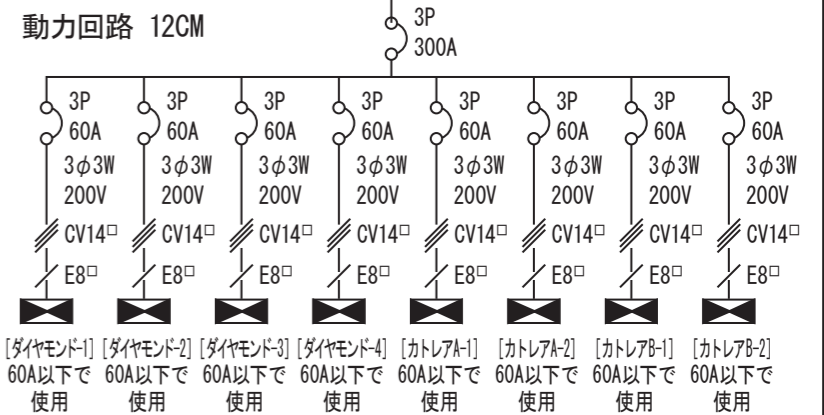 動力回路 12CM
3P
300A
3P 3P 3P 3P 3P 3P 3P 3P
60A 60A 60A 60A 60A 60A 60A 60A
3φ3W 3φ3W 3φ3W 3φ3W 3φ3W 3φ3W 3φ3W 3φ3W
200V 200V 200V 200V 200V 200V 200V 200V
CV14□ CV14□ CV14□ CV14□ CV14□ CV14□ CV14□ CV14□
E8□ E8□ E8□ E8□ E8□ E8□ E8□ E8□
[ダイヤモンド-1] [ダイヤモンド-2] [ダイヤモンド-3] [ダイヤモンド-4] [カトレアA-1] [カトレアA-2] [カトレアB-1] [カトレアB-2]
60A以下で 60A以下で 60A以下で 60A以下で 60A以下で 60A以下で 60A以下で 60A以下で
使用 使用 使用 使用 使用 使用 使用 使用